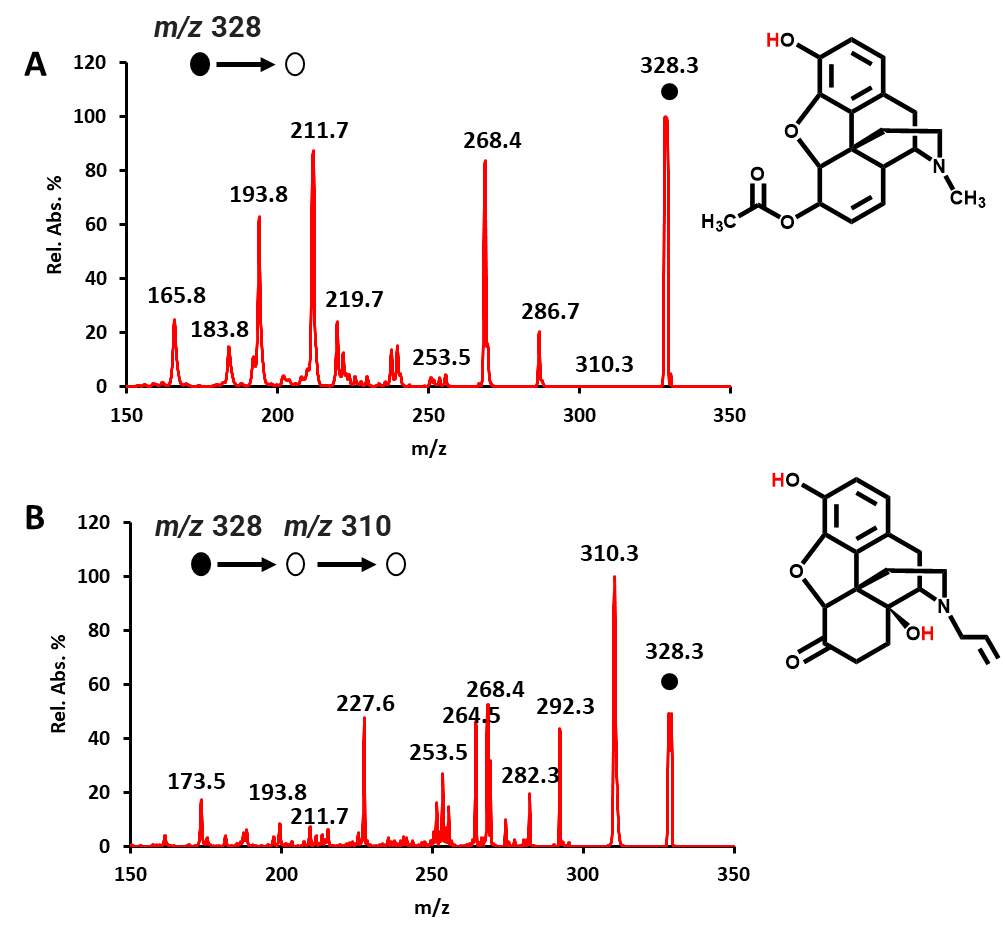 m/z 328
A
120
100
80
60
40
20
0
Rel. Abs. %
165.8
183.8
193.8
211.7
219.7
253.5
268.4
286.7
310.3
328.3
150
200
250
300
350
m/z
HO
O
O
H₃C
O
N
CH₃
B
m/z 328 m/z 310
120
100
80
60
40
20
0
Rel. Abs. %
173.5
193.8
211.7
227.6
253.5
264.5
268.4
282.3
292.3
310.3
328.3
150
200
250
300
350
m/z
HO
O
N
OH
O